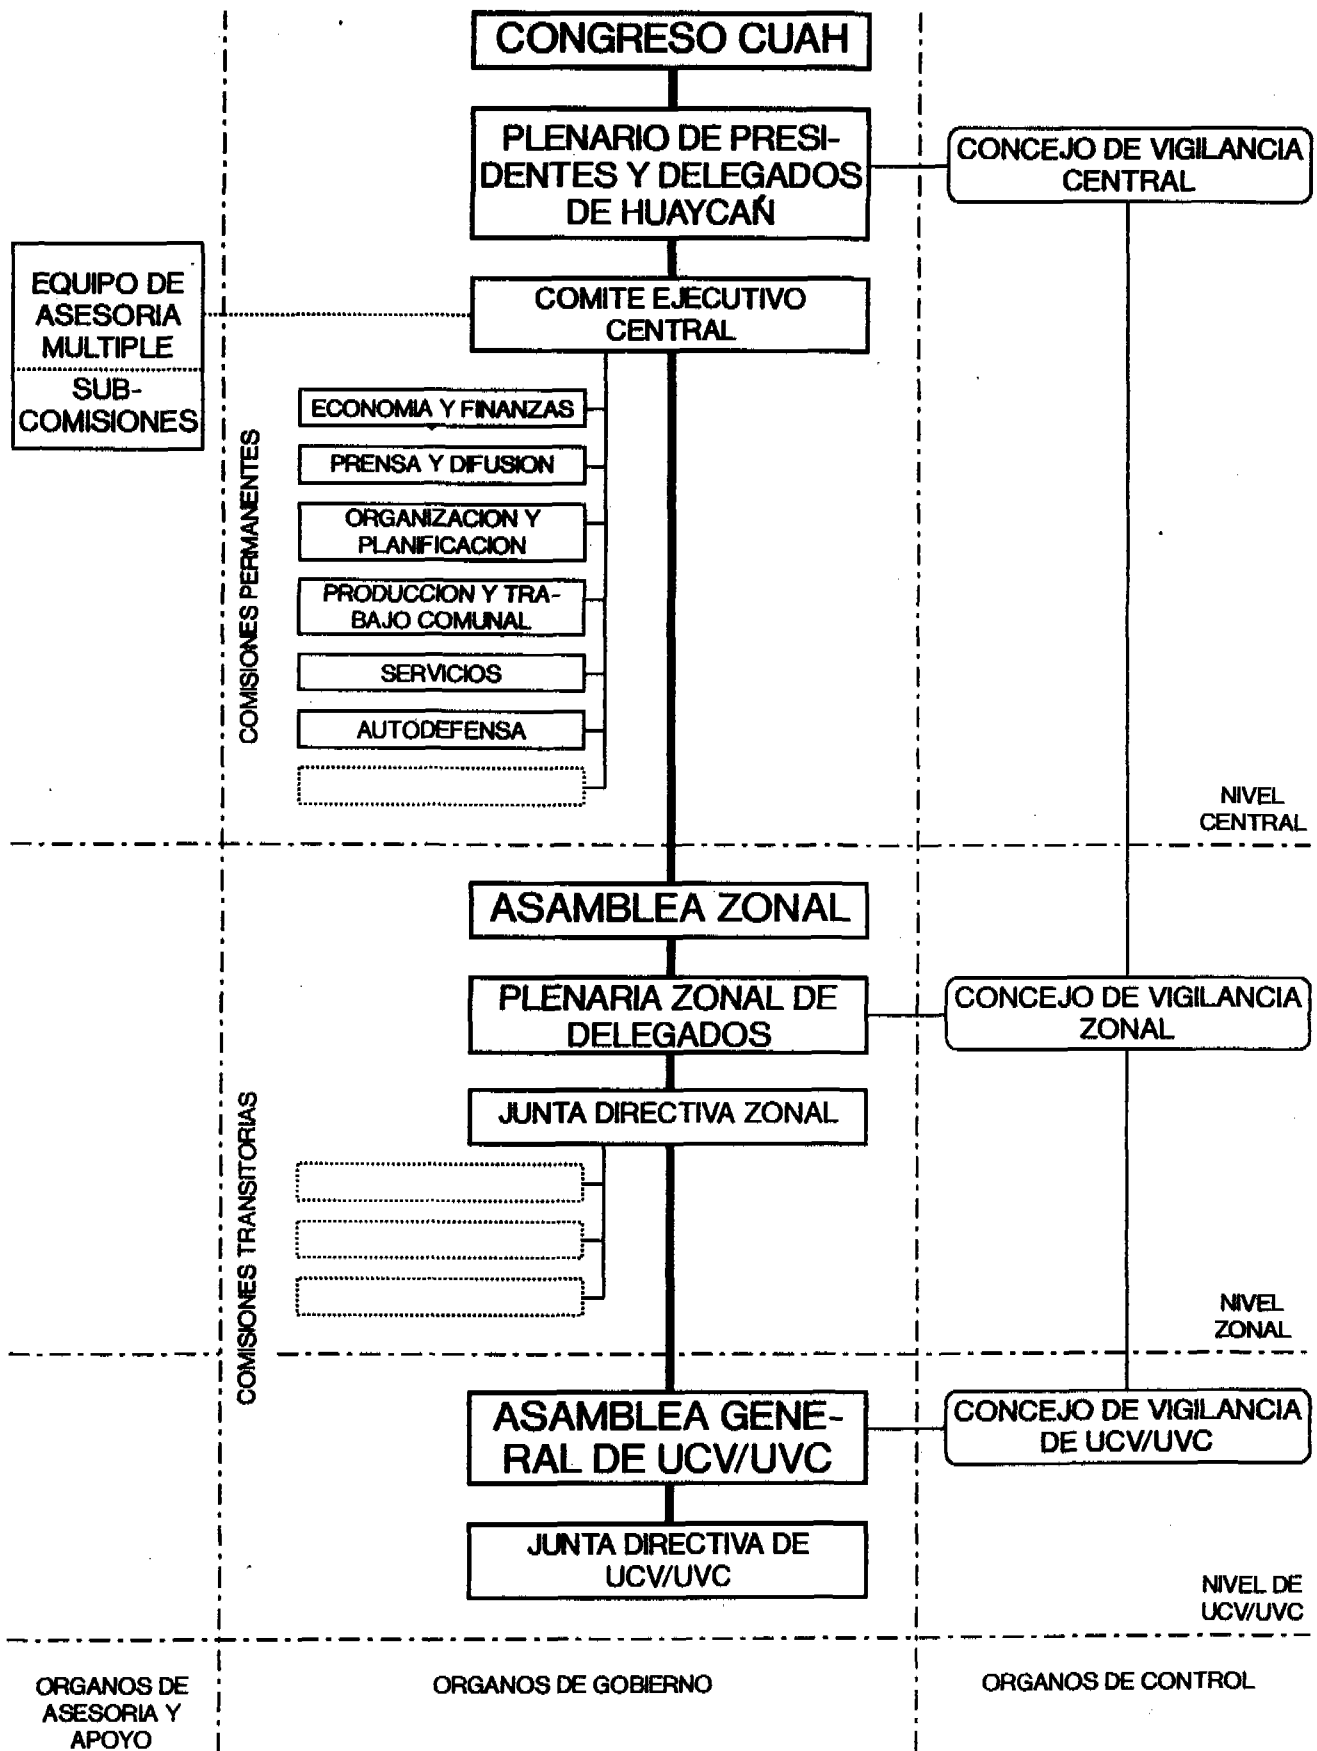 CONGRESO CUAH
PLENARIO DE PRESI-
DENTES Y DELEGADOS
DE HUAYCAŃ
CONCEJO DE VIGILANCIA
CENTRAL
EQUIPO DE
ASESORIA
MULTIPLE
SUB-
COMISIONES
COMITE EJECUTIVO
CENTRAL
COMISIONES PERMANENTES
ECONOMIA Y FINANZAS
PRENSA Y DIFUSION
ORGANIZACION Y
PLANIFICACION
PRODUCCION Y TRA-
BAJO COMUNAL
SERVICIOS
AUTODEFENSA
NIVEL
CENTRAL
ASAMBLEA ZONAL
PLENARIA ZONAL DE
DELEGADOS
CONCEJO DE VIGILANCIA
ZONAL
JUNTA DIRECTIVA ZONAL
COMISIONES TRANSITORIAS
NIVEL
ZONAL
ASAMBLEA GENE-
RAL DE UCV/UVC
CONCEJO DE VIGILANCIA
DE UCV/UVC
JUNTA DIRECTIVA DE
UCV/UVC
NIVEL DE
UCV/UVC
ORGANOS DE
ASESORIA Y
APOYO
ORGANOS DE GOBIERNO
ORGANOS DE CONTROL